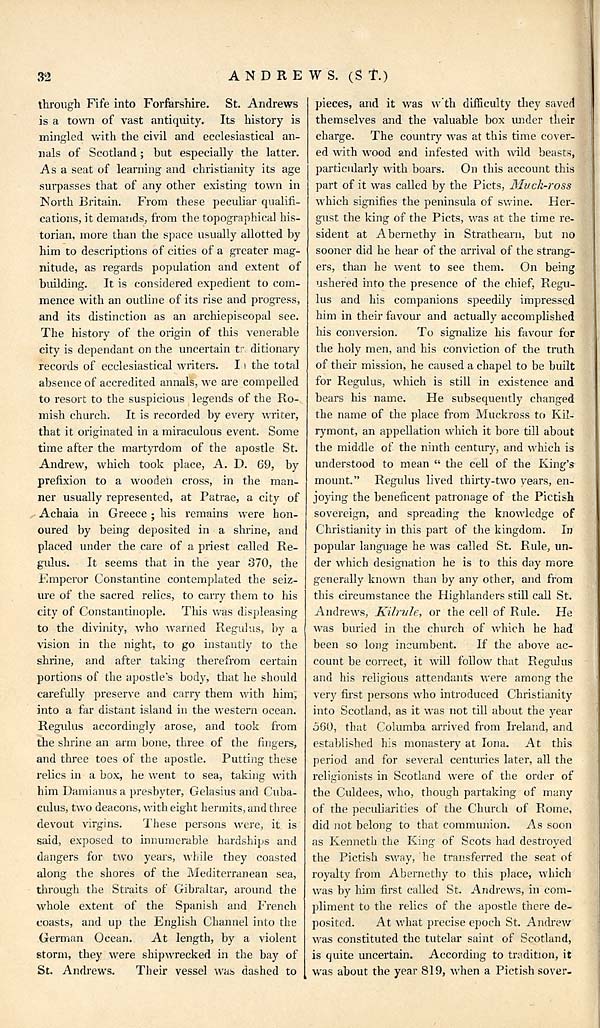 32
ANDREWS. (ST.)
through Fife into Forfarshire. St. Andrews
is a town of vast antiquity. Its history is
mingled with the civil and ecclesiastical an-
nals of Scotland; but especially the latter.
As a seat of learning and christianity its age
surpasses that of any other existing town in
North Britain. From these peculiar qualifi-
cations, it demands, from the topographical his-
torian, more than the space usually allotted by
him to descriptions of cities of a greater mag-
nitude, as regards population and extent of
building. It is considered expedient to com-
mence with an outline of its rise and progress,
and its distinction as an archiepiscopal see.
The history of the origin of this venerable
city is dependant on the uncertain tr ditionary
records of ecclesiastical writers. I the total
absence of accredited annals, we are compelled
to resort to the suspicious legends of the Ro-
mish church. It is recorded by every writer,
that it originated in a miraculous event. Some
time after the martyrdom of the apostle St.
Andrew, which took place, A. D. 69, by
prefixion to a wooden cross, in the man-
ner usually represented, at Patrae, a city of
Achaia in Greece; his remains were hon-
oured by being deposited in a shrine, and
placed under the care of a priest called Re-
gulus. It seems that in the year 370, the
Emperor Constantine contemplated the seiz-
ure of the sacred relics, to carry them to his
city of Constantinople. This was displeasing
to the divinity, who warned Regulus, by a
vision in the night, to go instantly to the
shrine, and after taking therefrom certain
portions of the apostle's body, that he should
carefully preserve and carry them with him,
into a far distant island in the western ocean.
Regulus accordingly arose, and took from
the shrine an arm bone, three of the fingers,
and three toes of the apostle. Putting these
relics in a box, he went to sea, taking with
him Damianus a presbyter, Gelasius and Cuba-
culus, two deacons, with eight hermits, and three
devout virgins. These persons were, it is
said, exposed to innumerable hardships and
dangers for two years, while they coasted
along the shores of the Mediterranean sea,
through the Straits of Gibraltar, around the
whole extent of the Spanish and French
coasts, and up the English Channel into the
German Ocean. At length, by a violent
storm, they were shipwrecked in the bay of
St. Andrews. Their vessel was dashed to
pieces, and it was w'th difficulty they saved
themselves and the valuable box under their
charge. The country was at this time cover-
ed with wood and infested with wild beasts,
particularly with boars. On this account this
part of it was called by the Picts, Muck-ross
which signifies the peninsula of swine. Her-
gust the king of the Picts, was at the time re-
sident at Abernethy in Strathearn, but no
sooner did he hear of the arrival of the strang-
ers, than he went to see them. On being
ushered into the presence of the chief, Regu-
lus and his companions speedily impressed
him in their favour and actually accomplished
his conversion. To signalize his favour for
the holy men, and his conviction of the truth
of their mission, he caused a chapel to be built
for Regulus, which is still in existence and
bears his name. He subsequently changed
the name of the place from Muckross to Kil-
rymont, an appellation which it bore till about
the middle of the ninth century, and which is
understood to mean "the cell of the King's
mount." Regulus lived thirty-two years, en-
joying the beneficent patronage of the Pictish
sovereign, and spreading the knowledge of
Christianity in this part of the kingdom. In
popular language he was called St. Rule, un-
der which designation he is to this day more
generally known than by any other, and from
this circumstance the Highlanders still call St.
Andrews, Kilrule, or the cell of Rule. He
was buried in the church of which he had
been so long incumbent. If the above ac-
count be correct, it will follow that Regulus
and his religious attendants were among the
very first persons who introduced Christianity
into Scotland, as it was not till about the year
560, that Columba arrived from Ireland, and
established his monastery at Iona. At this
period and for several centuries later, all the
religionists in Scotland were of the order of
the Culdees, who, though partaking of many
of the peculiarities of the Church of Rome,
did not belong to that communion. As soon
as Kenneth the King of Scots had destroyed
the Pictish sway, he transferred the seat of
royalty from Abernethy to this place, which
was by him first called St. Andrews, in com-
pliment to the relics of the apostle there de-
posited. At what precise epoch St. Andrew
was constituted the tutelar saint of Scotland,
is quite uncertain. According to tradition, it
was about the year 819, when a Pictish sover-